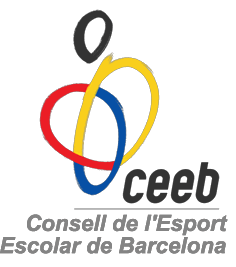 ceeb
Consell de l'Esport
Escolar de Barcelona